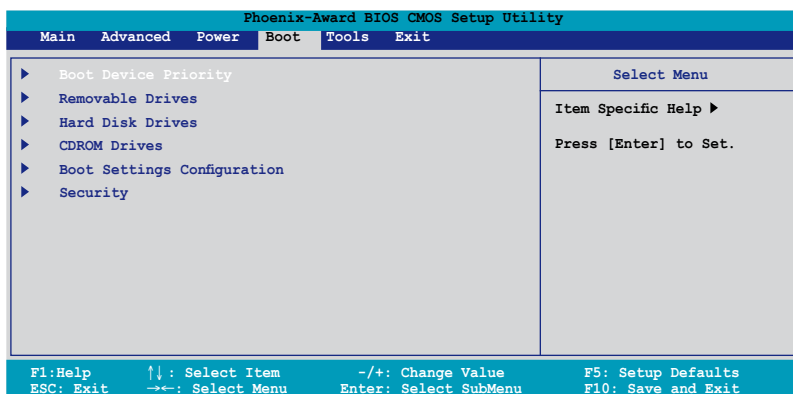 Phoenix-Award BIOS CMOS Setup Utility
Main Advanced Power Boot Tools Exit
Boot Device Priority
Removable Drives
Hard Disk Drives
CDROM Drives
Boot Settings Configuration
Security
Select Menu
Item Specific Help
Press [Enter] to Set.
F1:Help ↑↓ : Select Item -/+: Change Value F5: Setup Defaults
ESC: Exit →←: Select Menu Enter: Select SubMenu F10: Save and Exit